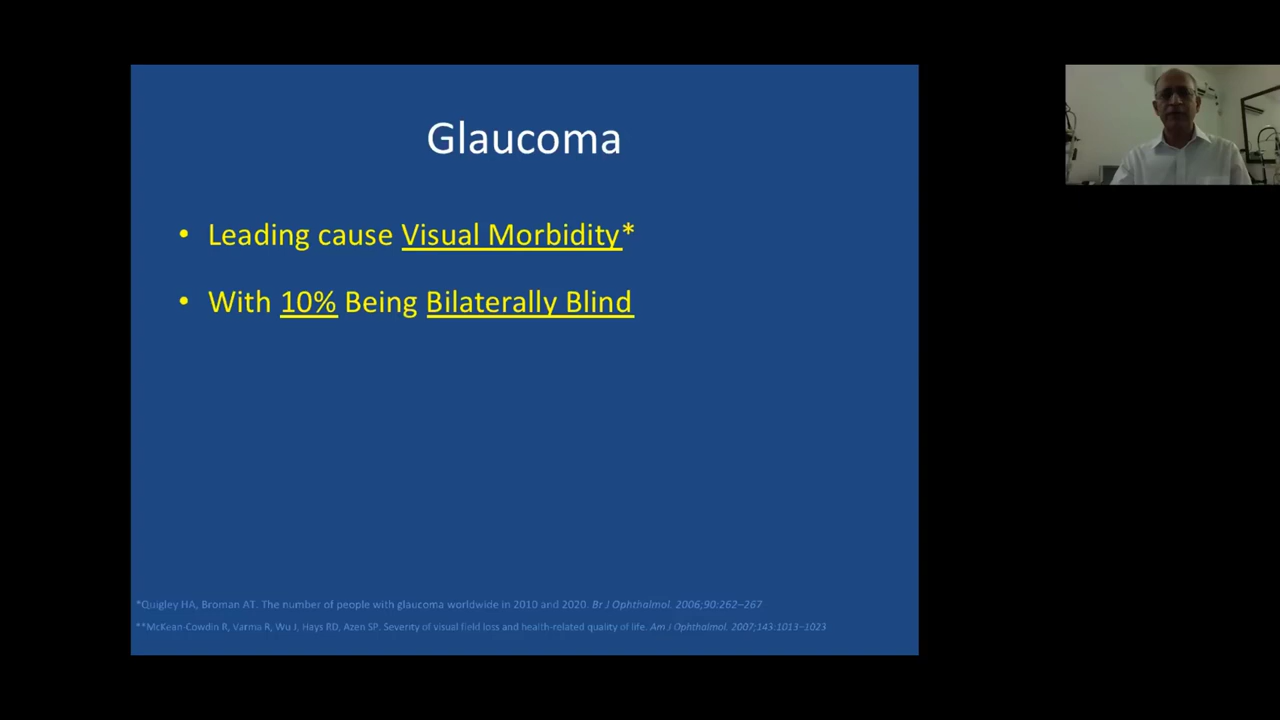 Glaucoma
• Leading cause Visual Morbidity*
• With 10% Being Bilaterally Blind
*Quigley HA, Broman AT. The number of people with glaucoma worldwide in 2010 and 2020. Br J Ophthalmol. 2006;90:262–267
**McKean-Cowdin R, Varma R, Wu J, Hays RD, Azen SP. Severity of visual field loss and health-related quality of life. Am J Ophthalmol. 2007;143:1013–1023